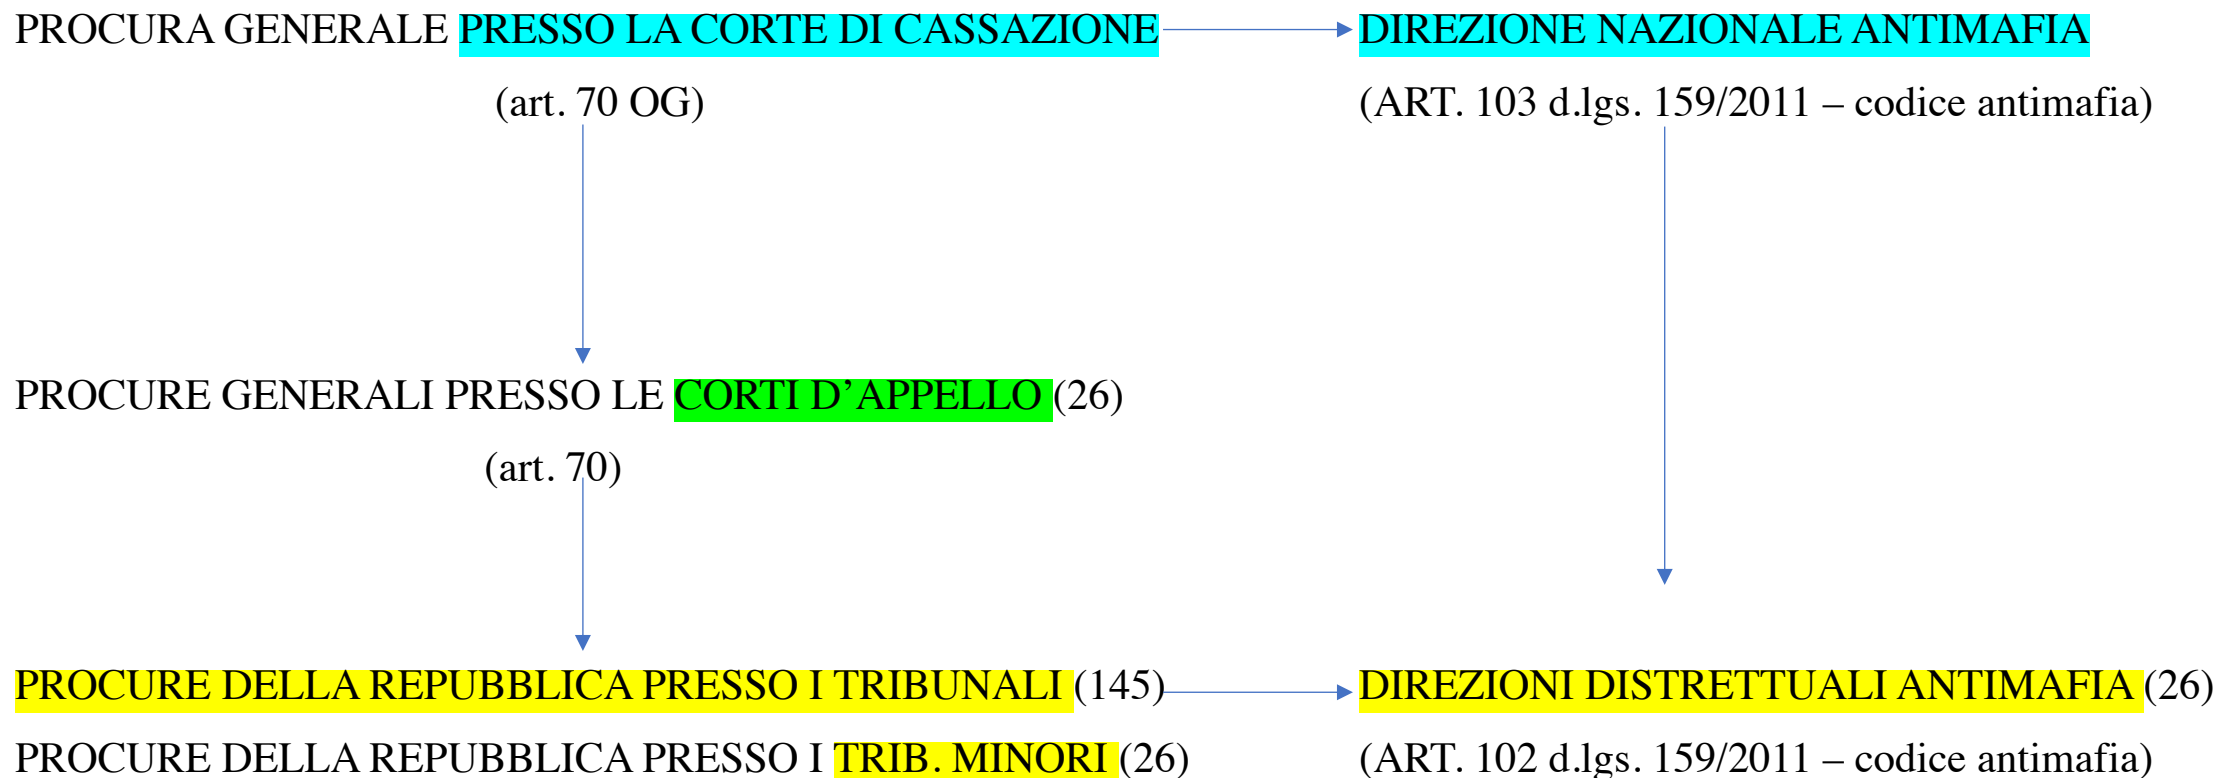 PROCURA GENERALE PRESSO LA CORTE DI CASSAZIONE
DIREZIONE NAZIONALE ANTIMAFIA
(art. 70 OG)
(ART. 103 d.lgs. 159/2011 – codice antimafia)
PROCURE GENERALI PRESSO LE CORTI D’APPELLO (26)
(art. 70)
PROCURE DELLA REPUBBLICA PRESSO I TRIBUNALI (145)
DIREZIONI DISTRETTUALI ANTIMAFIA (26)
PROCURE DELLA REPUBBLICA PRESSO I TRIB. MINORI (26)
(ART. 102 d.lgs. 159/2011 – codice antimafia)